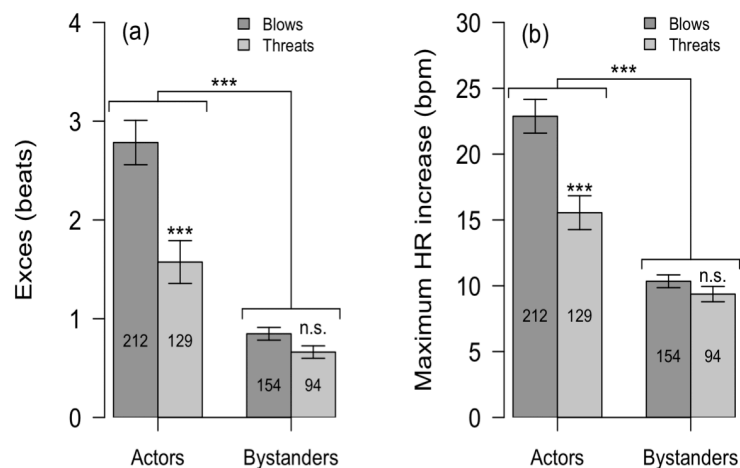 (a)
Blows
Threats
Exces (beats)
4
3
2
1
0
***
***
n.s.
212
129
154
94
Actors
Bystanders
(b)
Blows
Threats
Maximum HR increase (bpm)
30
25
20
15
10
5
0
***
***
n.s.
212
129
154
94
Actors
Bystanders